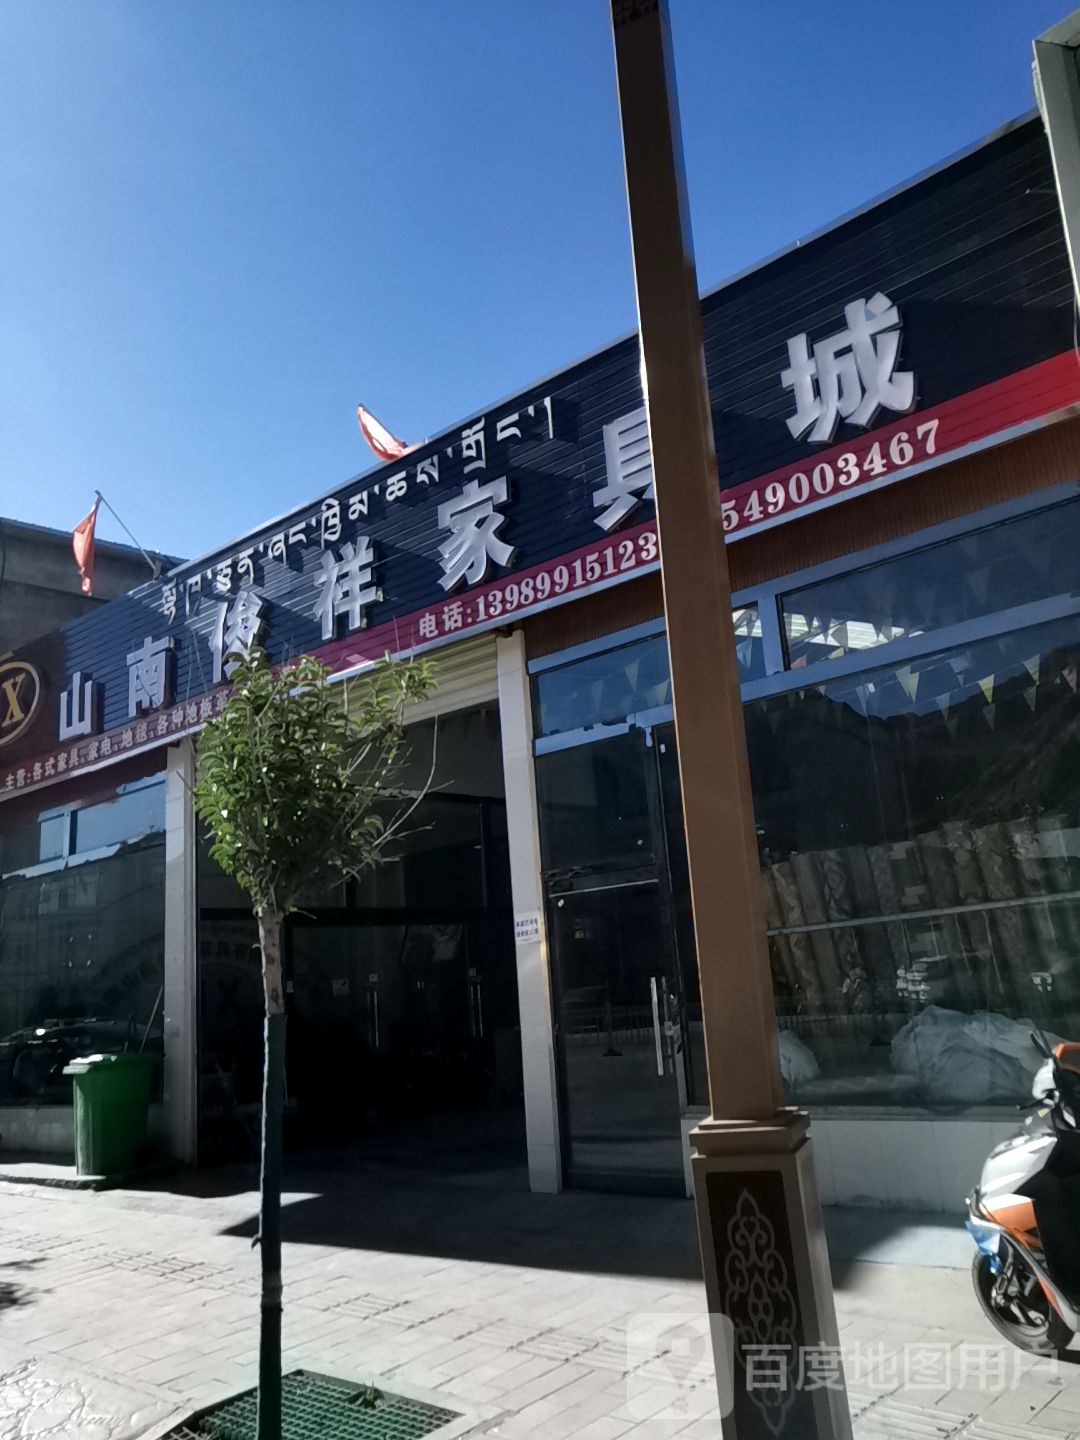 ལྷོ་ཁ་ཅུན་ཞང་ཁྱིམ་ཆས་གྲོང་།
山南俊祥家具城
X
主营:各式家具、家电、地毯、各种地板革
电话:13989915123
549003467
百度地图用户